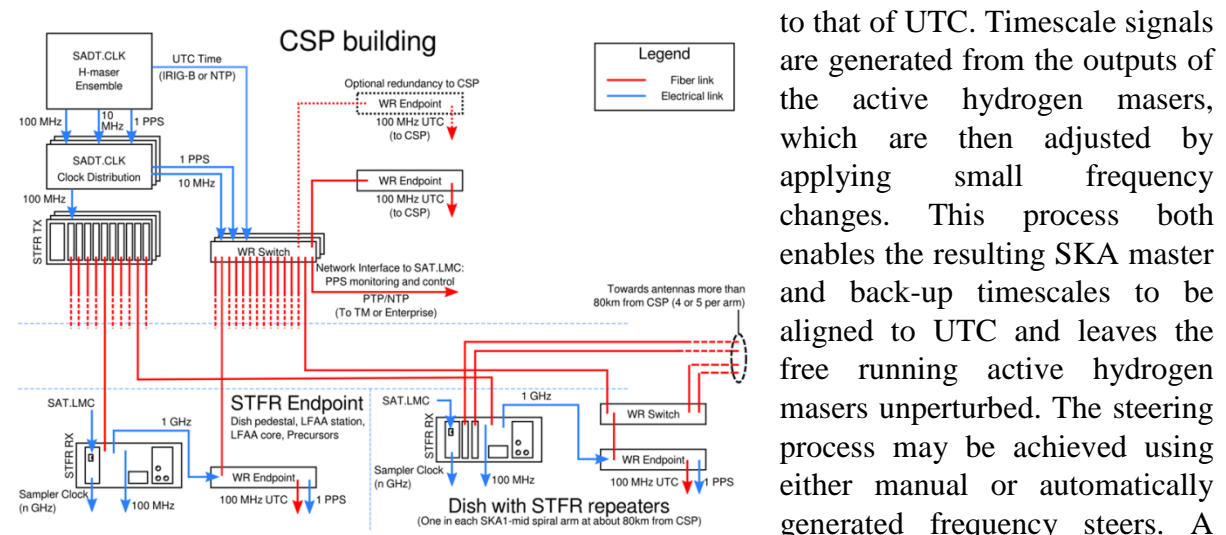 CSP building
SADT.CLK
H-maser
Ensemble
UTC Time
(IRIG-B or NTP)
100 MHz
10
MHz
1 PPS
SADT.CLK
Clock Distribution
1 PPS
10 MHz
100 MHz
STFR TX
WR Switch
Optional redundancy to CSP
WR Endpoint
100 MHz UTC
(to CSP)
WR Endpoint
100 MHz UTC
(to CSP)
Network Interface to SAT.LMC:
PPS monitoring and control
PTP/NTP
(To TM or Enterprise)
Legend
Fiber link
Electrical link
Towards antennas more than
80km from CSP (4 or 5 per arm)
SAT.LMC
STFR RX
1 GHz
STFR Endpoint
Dish pedestal, LFAA station,
LFAA core, Precursors
WR Endpoint
Sampler Clock
(n GHz)
100 MHz
100 MHz UTC
1 PPS
SAT.LMC
STFR RX
1 GHz
WR Switch
WR Endpoint
Sampler Clock
(n GHz)
100 MHz
100 MHz UTC
1 PPS
Dish with STFR repeaters
(One in each SKA1-mid spiral arm at about 80km from CSP)
to that of UTC. Timescale signals
are generated from the outputs of
the active hydrogen masers,
which are then adjusted by
applying small frequency
changes. This process both
enables the resulting SKA master
and back-up timescales to be
aligned to UTC and leaves the
free running active hydrogen
masers unperturbed. The steering
process may be achieved using
either manual or automatically
generated frequency steers. A